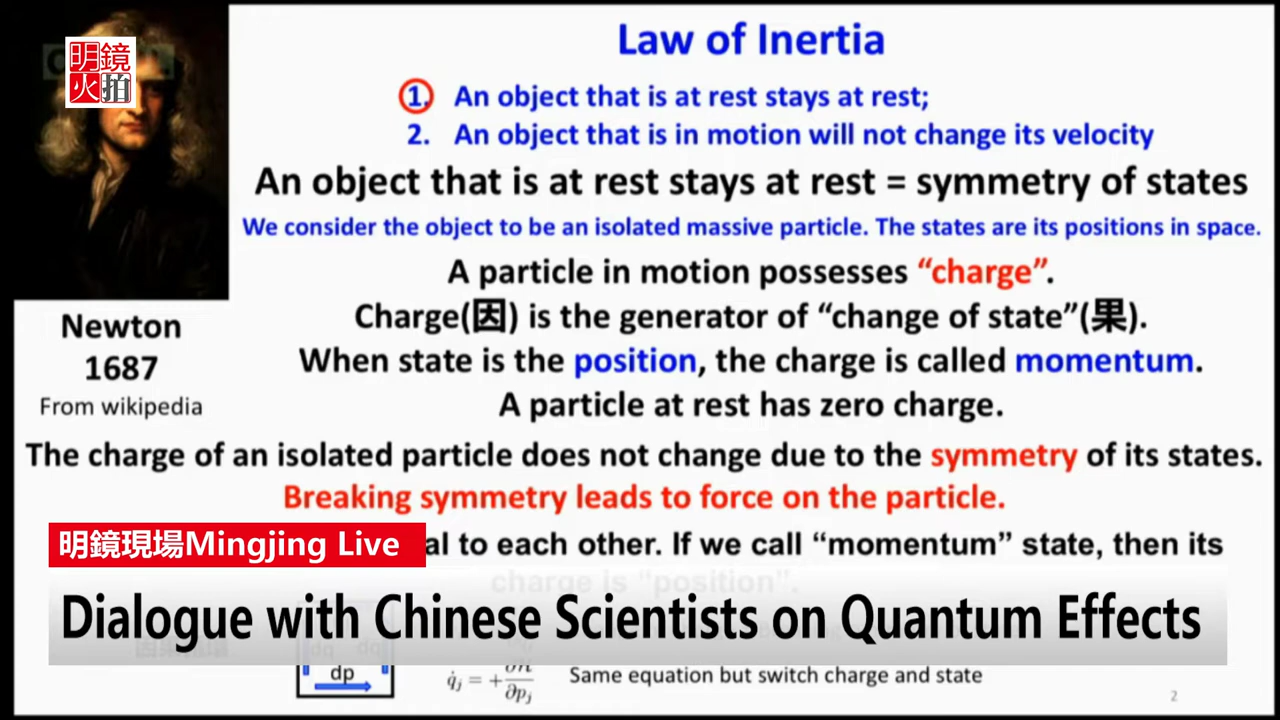 明鏡
火拍
Law of Inertia
1. An object that is at rest stays at rest;
2. An object that is in motion will not change its velocity
An object that is at rest stays at rest = symmetry of states
We consider the object to be an isolated massive particle. The states are its positions in space.
A particle in motion possesses “charge”.
Charge(因) is the generator of “change of state”(果).
When state is the position, the charge is called momentum.
A particle at rest has zero charge.
Newton
1687
From wikipedia
The charge of an isolated particle does not change due to the symmetry of its states.
Breaking symmetry leads to force on the particle.
明鏡現場Mingjing Live
al to each other. If we call “momentum” state, then its
charge is “position”.
Dialogue with Chinese Scientists on Quantum Effects
dq dq
dp
q̇ⱼ = + ∂H/∂pⱼ
Same equation but switch charge and state
2